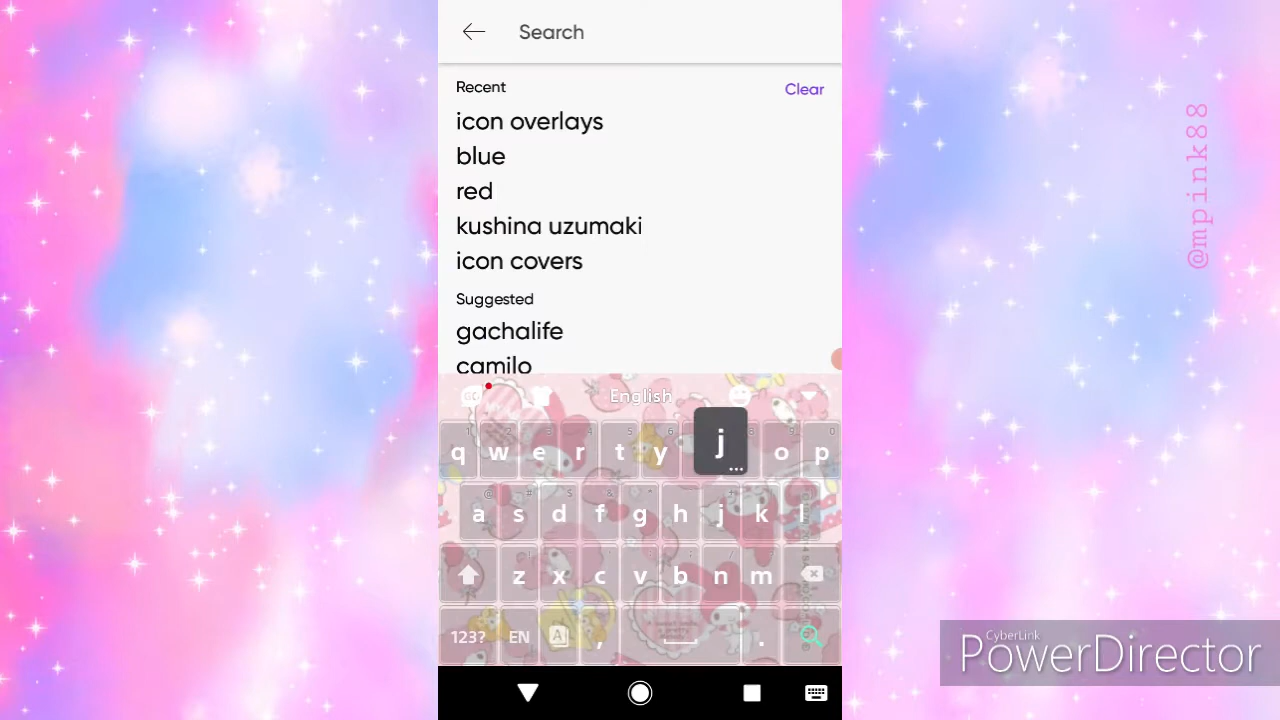 Search
Recent
Clear
icon overlays
blue
red
kushina uzumaki
icon covers
Suggested
gachalife
camilo
English
j
q w e r t y o p
a s d f g h j k l
z x c v b n m
123? EN , .
@mpink88
CyberLink
PowerDirector